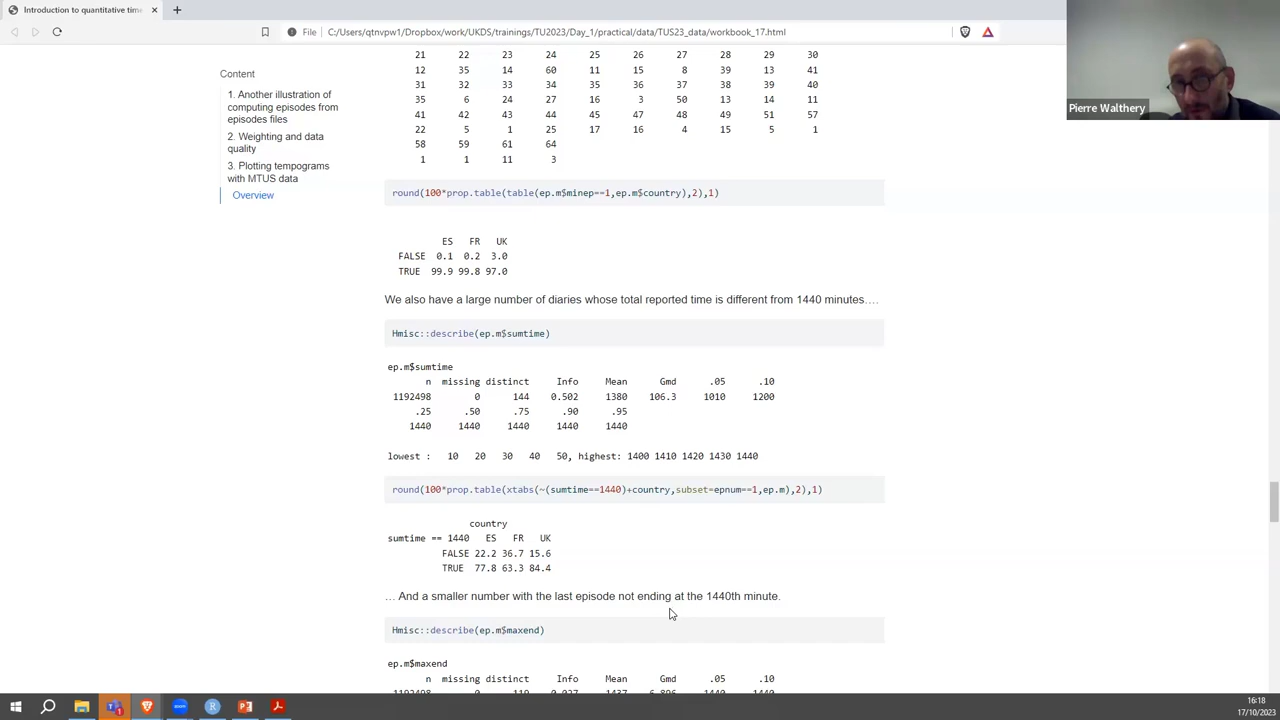 Introduction to quantitative tim
File
C:/Users/qtnvpw1/Dropbox/work/UKDS/trainings/TU2023/Day_1/practical/data/TUS23_data/workbook_17.html
Pierre Walthery
Content
1. Another illustration of
computing episodes from
episodes files
2. Weighting and data
quality
3. Plotting tempograms
with MTUS data
Overview
21 22 23 24 25 26 27 28 29 30
12 35 14 60 11 15 8 39 13 41
31 32 33 34 35 36 37 38 39 40
35 6 24 27 16 3 50 13 14 11
41 42 43 44 45 47 48 49 51 57
22 5 1 25 17 16 4 15 5 1
58 59 61 64
1 1 11 3
round(100*prop.table(table(ep.m$minep==1,ep.m$country),2),1)
ES FR UK
FALSE 0.1 0.2 3.0
TRUE 99.9 99.8 97.0
We also have a large number of diaries whose total reported time is different from 1440 minutes….
Hmisc::describe(ep.m$sumtime)
ep.m$sumtime
n missing distinct Info Mean Gmd .05 .10
1192498 0 144 0.502 1380 106.3 1010 1200
.25 .50 .75 .90 .95
1440 1440 1440 1440 1440
lowest : 10 20 30 40 50, highest: 1400 1410 1420 1430 1440
round(100*prop.table(xtabs(~(sumtime==1440)+country,subset=epnum==1,ep.m),2),1)
country
sumtime == 1440 ES FR UK
FALSE 22.2 36.7 15.6
TRUE 77.8 63.3 84.4
… And a smaller number with the last episode not ending at the 1440th minute.
Hmisc::describe(ep.m$maxend)
ep.m$maxend
n missing distinct Info Mean Gmd .05 .10
1192498 0 119 0.027 1437 6.896 1440 1440
16:18
17/10/2023